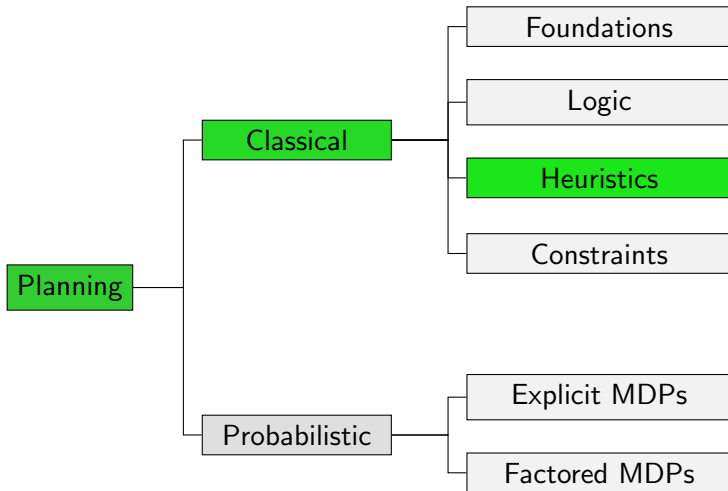 Foundations
Logic
Classical
Heuristics
Constraints
Planning
Explicit MDPs
Probabilistic
Factored MDPs